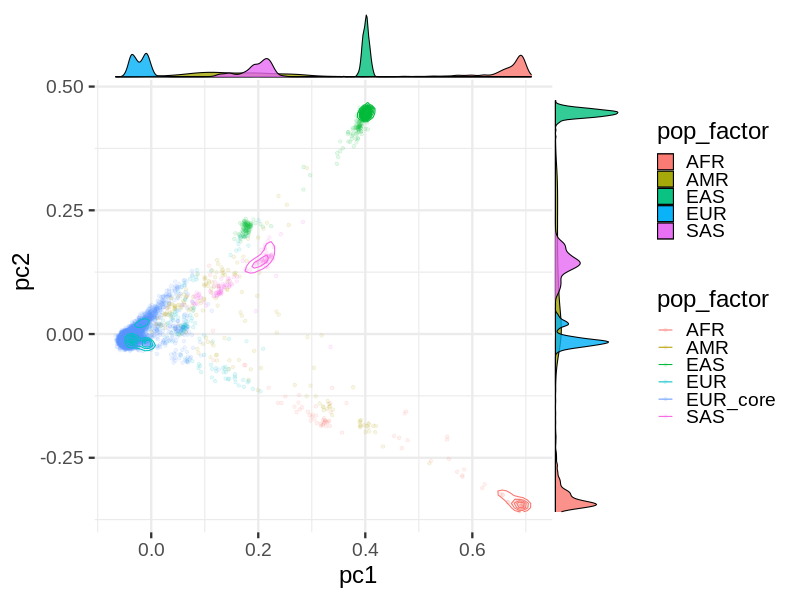 0.50
0.25
0.00
-0.25
pc2
0.0 0.2 0.4 0.6
pc1
pop_factor
AFR
AMR
EAS
EUR
SAS
pop_factor
AFR
AMR
EAS
EUR
EUR_core
SAS